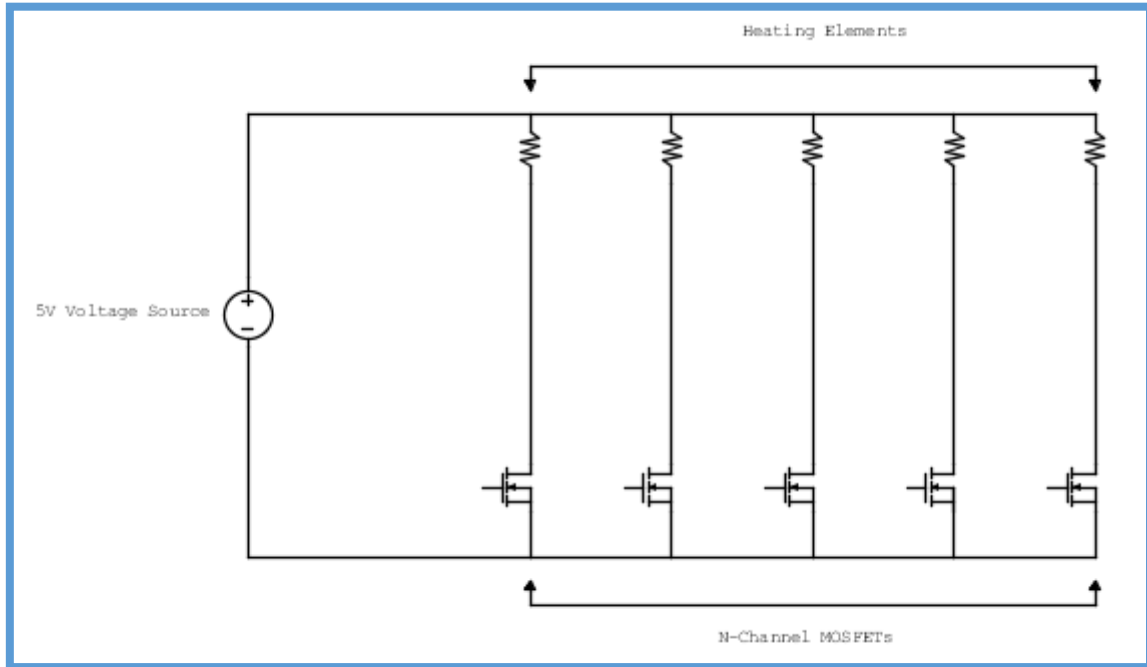 Heating Elements
5V Voltage Source
+
−
N-Channel MOSFETs